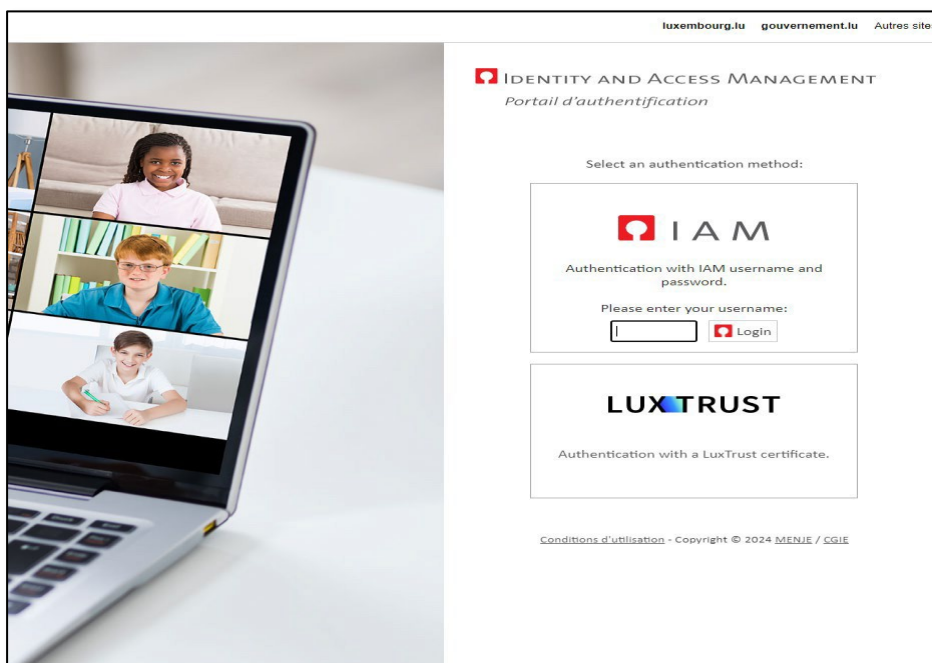 luxembourg.lu gouvernement.lu Autres site
IDENTITY AND ACCESS MANAGEMENT
Portail d'authentification
Select an authentication method:
IAM
Authentication with IAM username and
password.
Please enter your username:
Login
LUXTRUST
Authentication with a LuxTrust certificate.
Conditions d'utilisation - Copyright © 2024 MENJE / CGIE